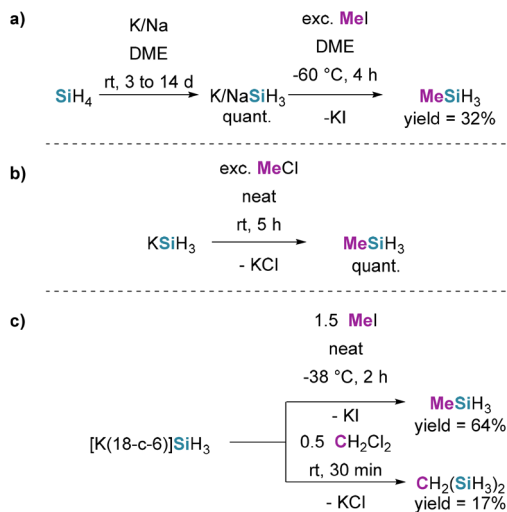 a)
K/Na
DME
rt, 3 to 14 d
SiH₄
K/NaSiH₃
quant.
exc. MeI
DME
-60 °C, 4 h
-KI
MeSiH₃
yield = 32%
b)
exc. MeCl
neat
rt, 5 h
KSiH₃
- KCl
MeSiH₃
quant.
c)
1.5 MeI
neat
-38 °C, 2 h
- KI
MeSiH₃
yield = 64%
[K(18-c-6)]SiH₃
0.5 CH₂Cl₂
rt, 30 min
- KCl
CH₂(SiH₃)₂
yield = 17%